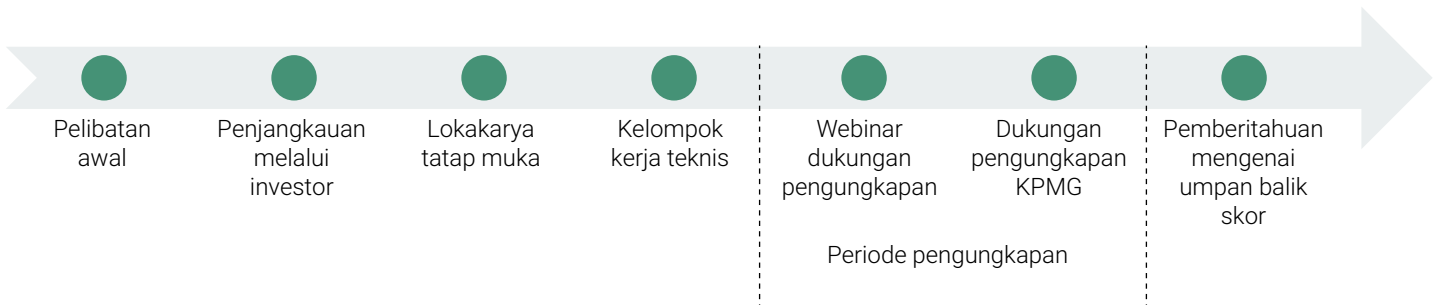 Pelibatan
awal
Penjangkauan
melalui
investor
Lokakarya
tatap muka
Kelompok
kerja teknis
Webinar
dukungan
pengungkapan
Dukungan
pengungkapan
KPMG
Pemberitahuan
mengenai
umpan balik
skor
Periode pengungkapan